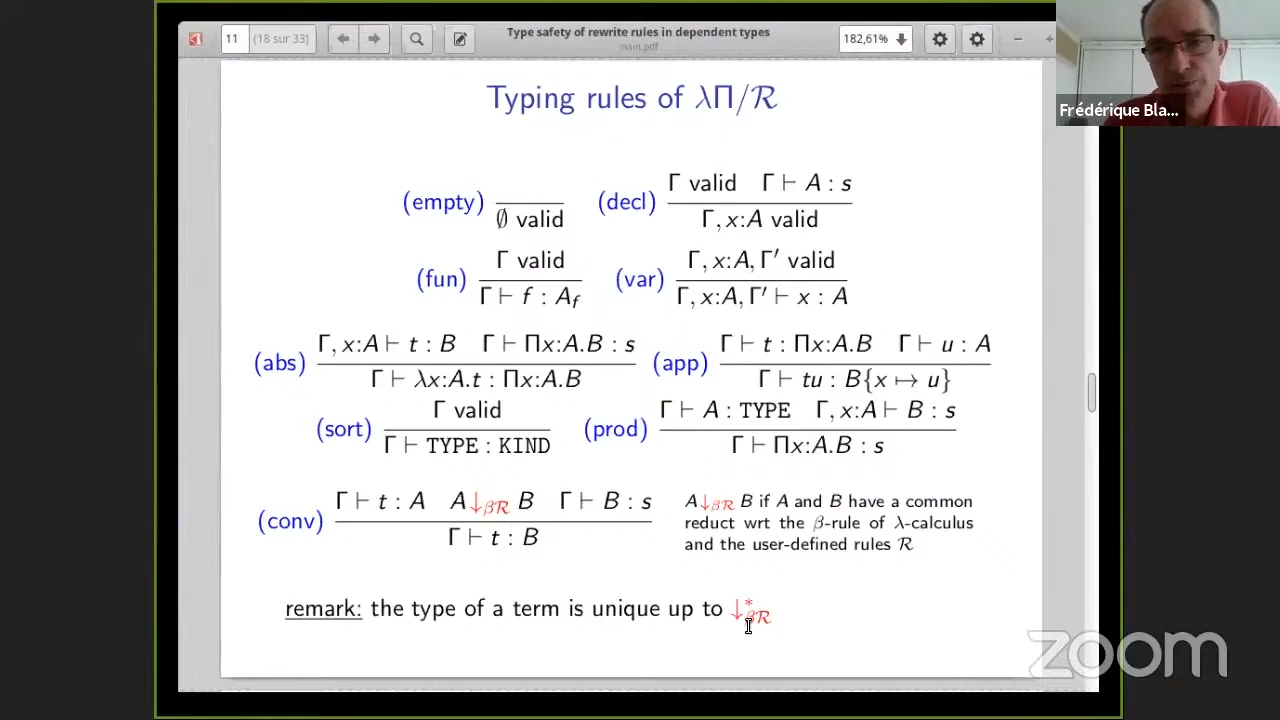 11 (18 sur 33) Type safety of rewrite rules in dependent types 182,61%
main.pdf
Frédérique Bla...
Typing rules of λΠ/ℛ
(empty) ∅ valid
(decl) Γ valid Γ ⊢ A : s
Γ, x:A valid
(fun) Γ valid
Γ ⊢ f : A_f
(var) Γ, x:A, Γ′ valid
Γ, x:A, Γ′ ⊢ x : A
(abs) Γ, x:A ⊢ t : B Γ ⊢ Πx:A.B : s
Γ ⊢ λx:A.t : Πx:A.B
(app) Γ ⊢ t : Πx:A.B Γ ⊢ u : A
Γ ⊢ tu : B{x ↦ u}
(sort) Γ valid
Γ ⊢ TYPE : KIND
(prod) Γ ⊢ A : TYPE Γ, x:A ⊢ B : s
Γ ⊢ Πx:A.B : s
(conv) Γ ⊢ t : A A ↓βℛ B Γ ⊢ B : s
Γ ⊢ t : B
A ↓βℛ B if A and B have a common
reduct wrt the β-rule of λ-calculus
and the user-defined rules ℛ
remark: the type of a term is unique up to ↓*βℛ
zoom